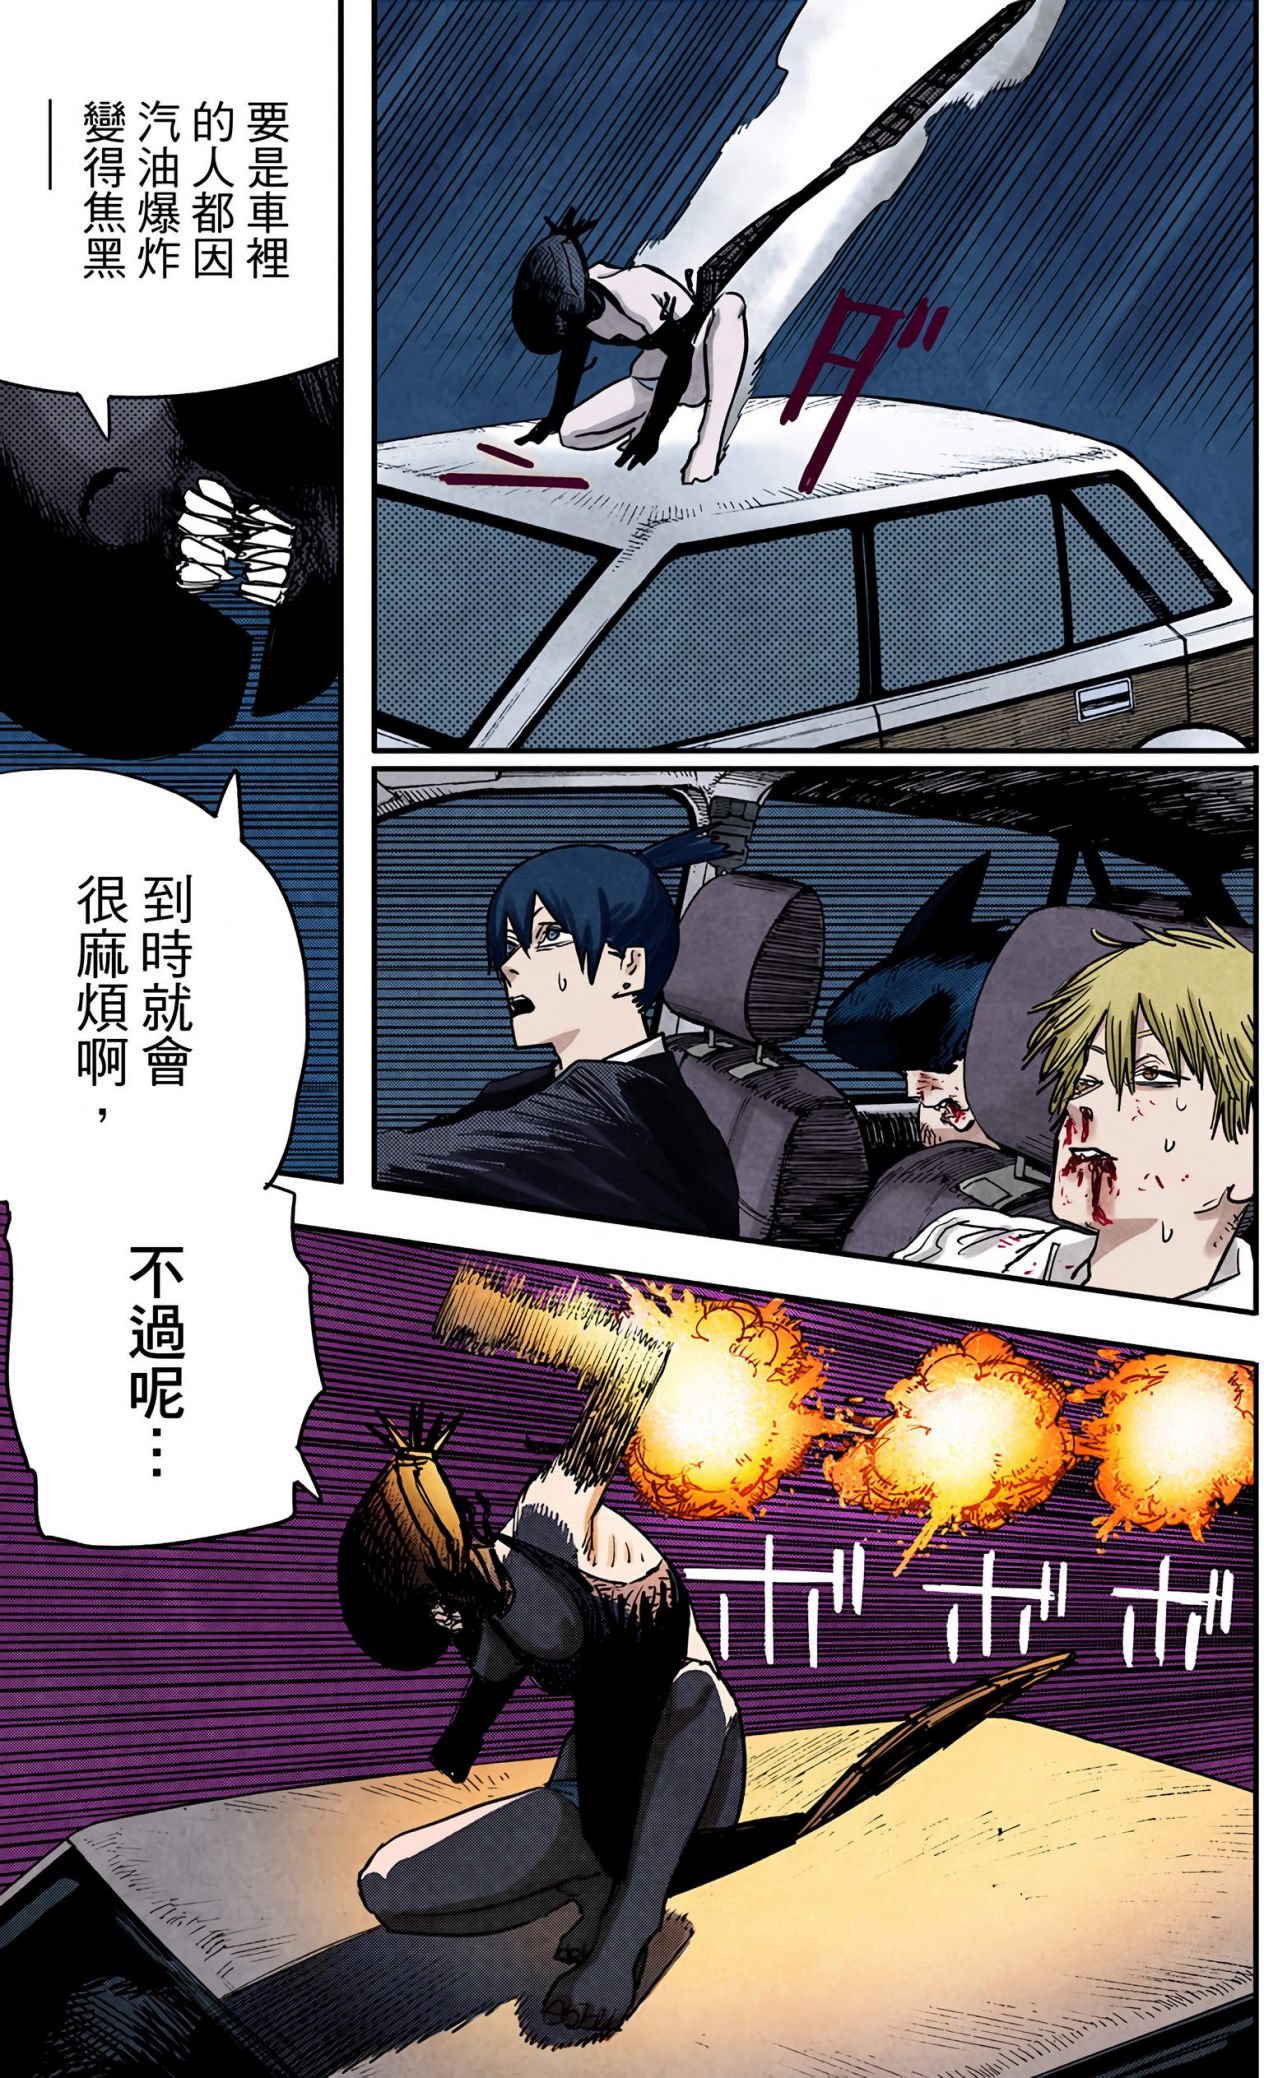 ダ゛
要是車裡
的人都因
汽油爆炸
變得焦黑
——
到時就會
很麻煩啊，
不過呢…
ボボボ